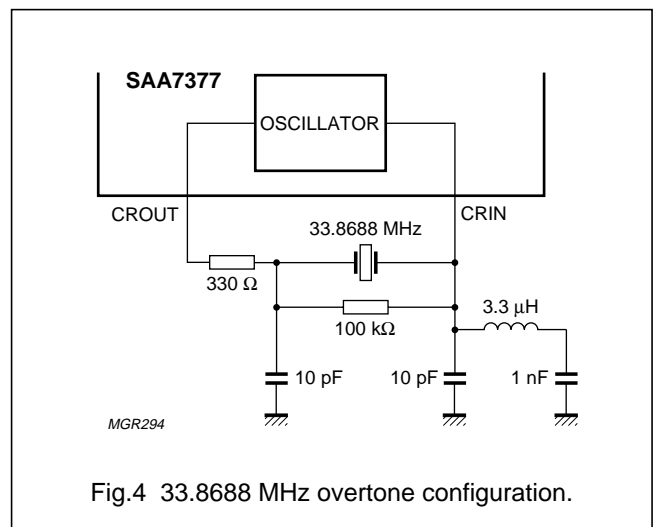 SAA7377
OSCILLATOR
CROUT
CRIN
33.8688 MHz
330 Ω
100 kΩ
3.3 µH
10 pF
10 pF
1 nF
MGR294
Fig.4 33.8688 MHz overtone configuration.